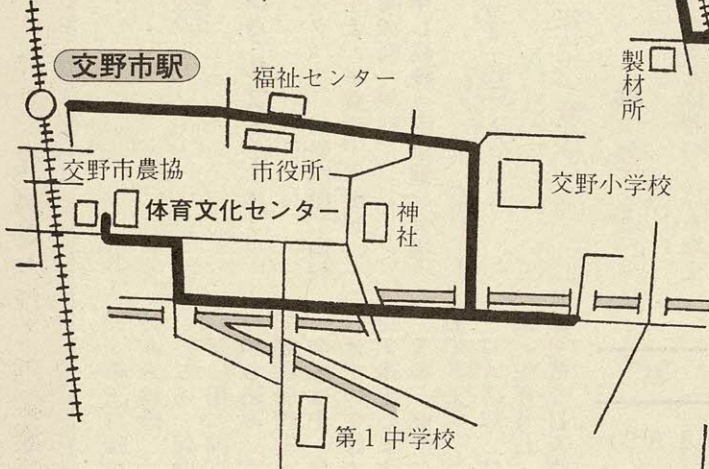 交野市駅
福祉センター
製材所
交野市農協
市役所
交野小学校
体育文化センター
神社
第1中学校